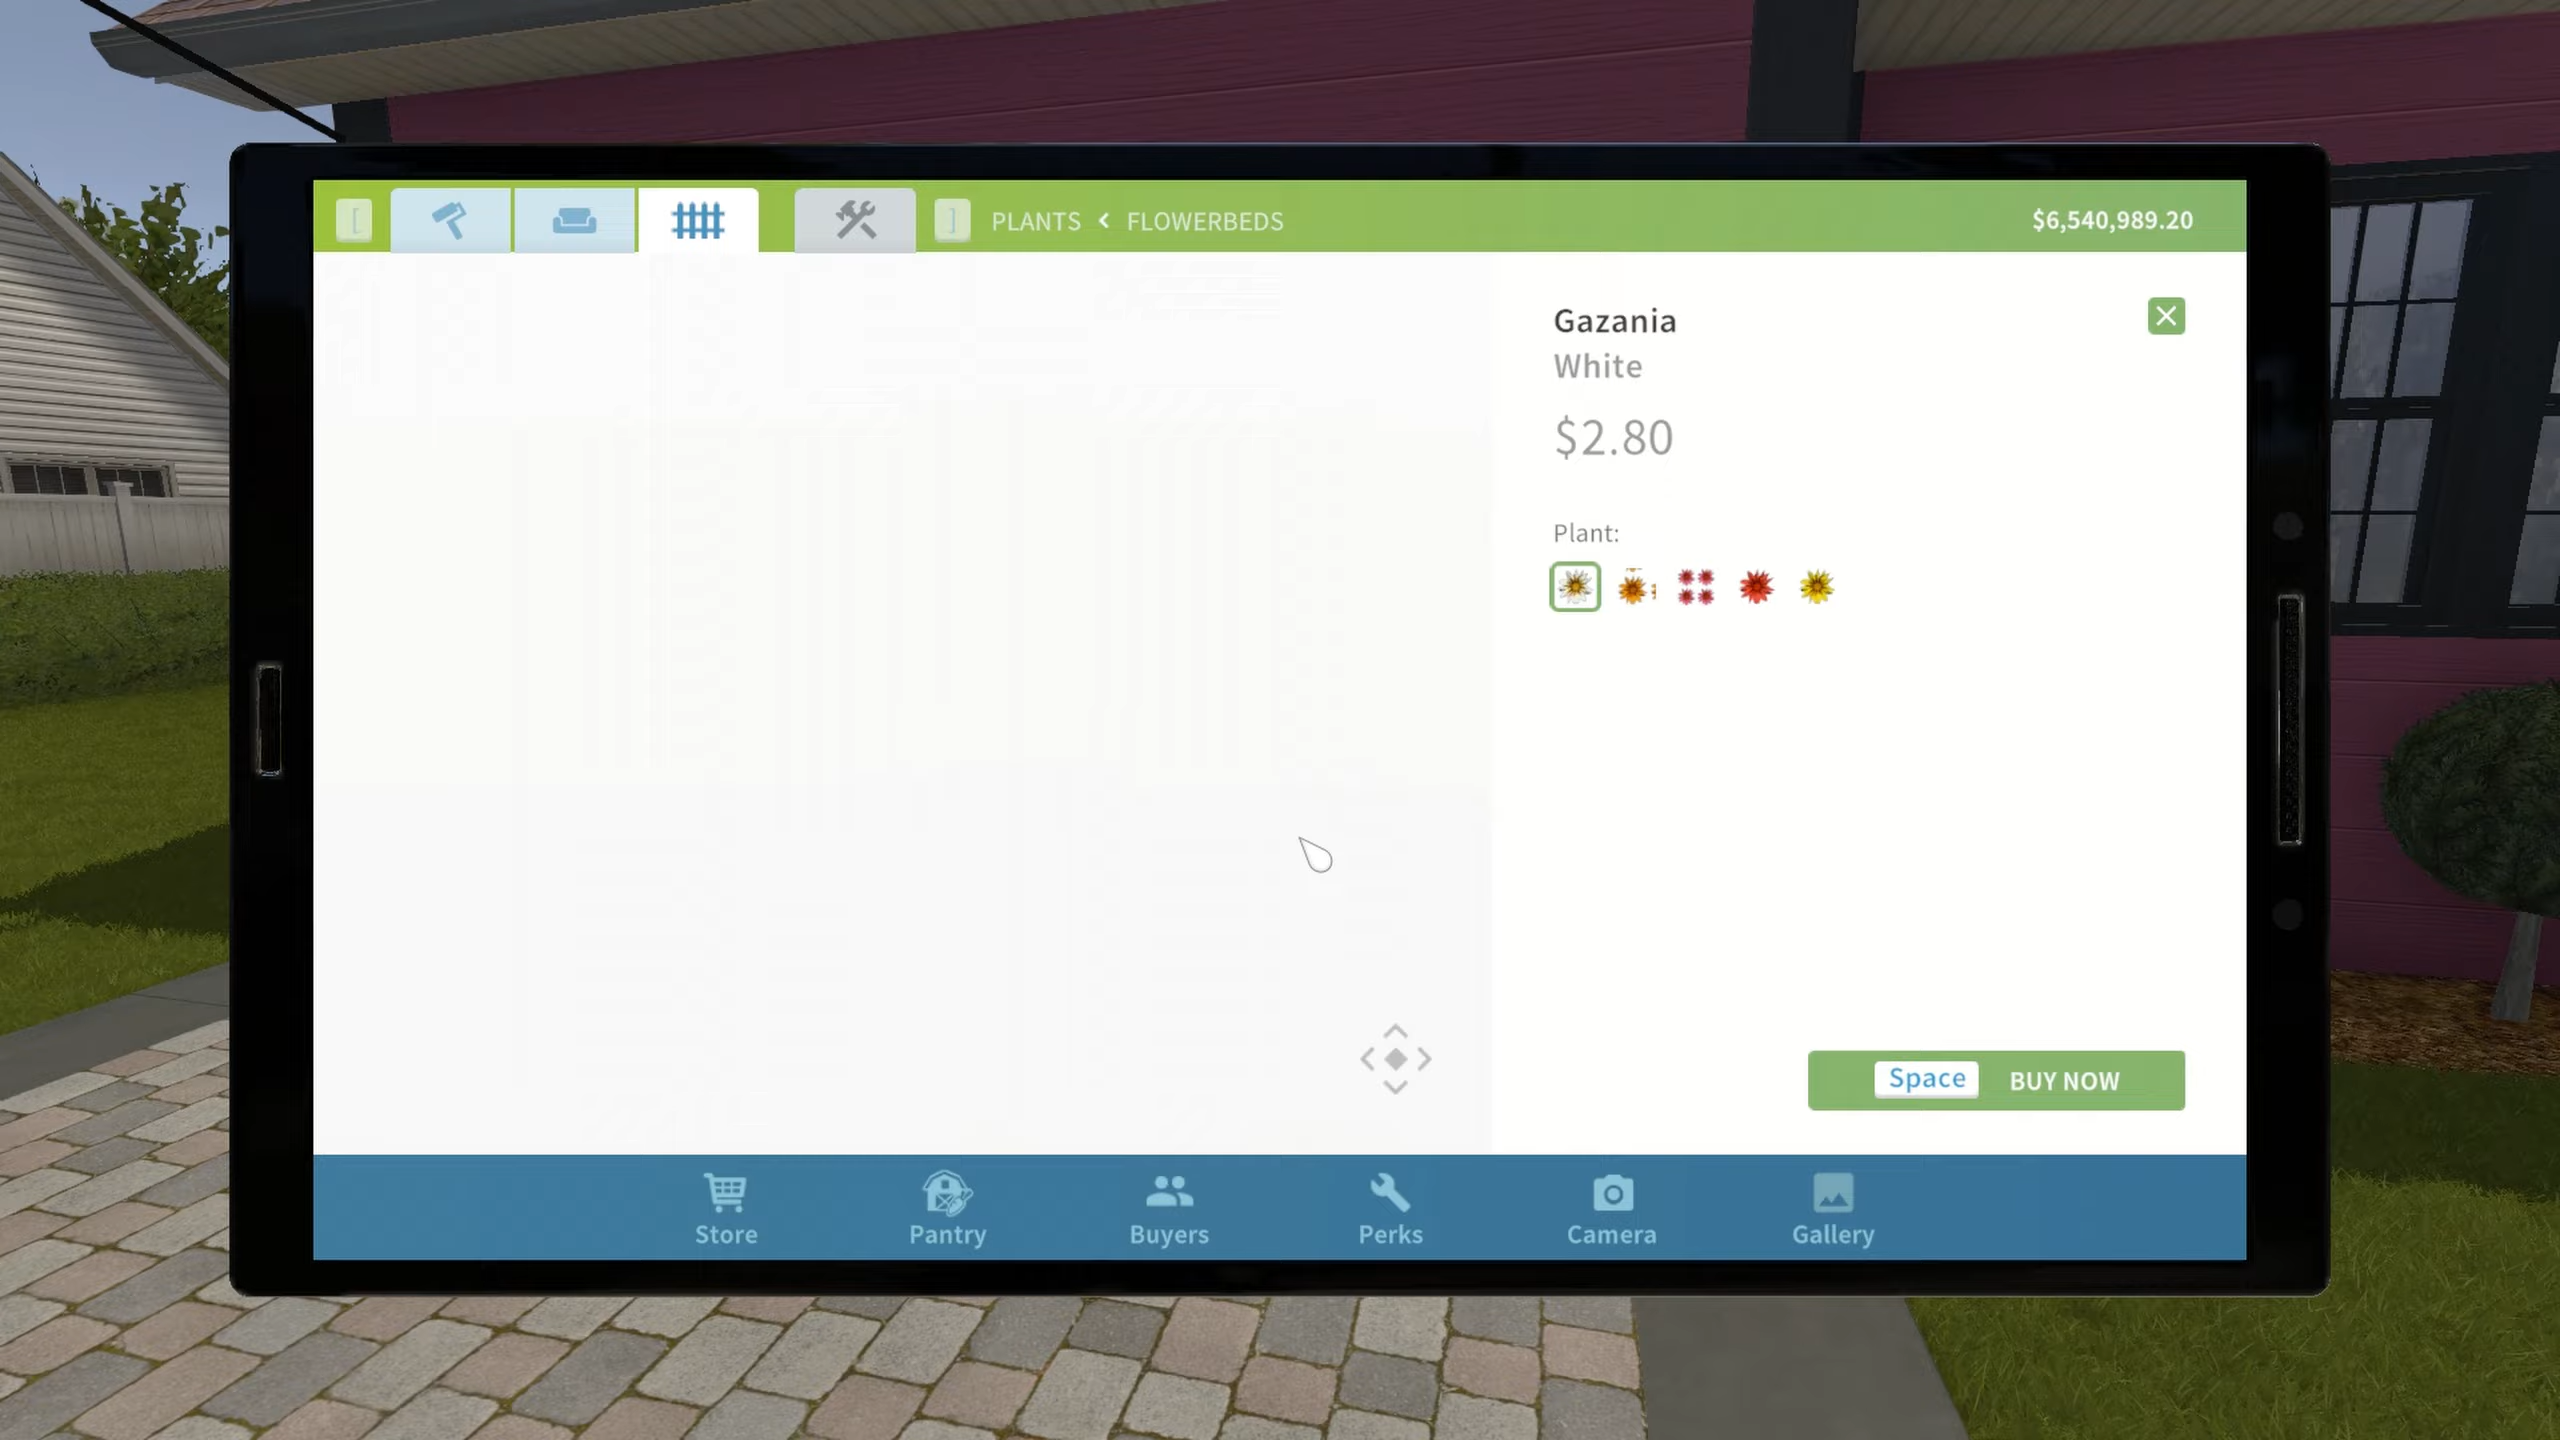 [
]
PLANTS < FLOWERBEDS
$6,540,989.20
Gazania
White
$2.80
Plant:
Space BUY NOW
Store
Pantry
Buyers
Perks
Camera
Gallery